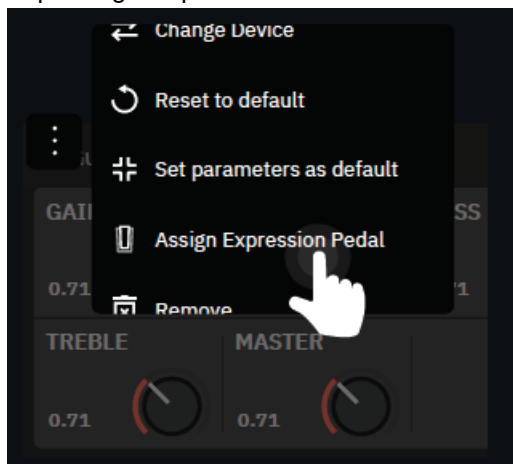 Change Device
Reset to default
Set parameters as default
GAI
SS
Assign Expression Pedal
0.71
Remove
TREBLE MASTER
0.71 0.71